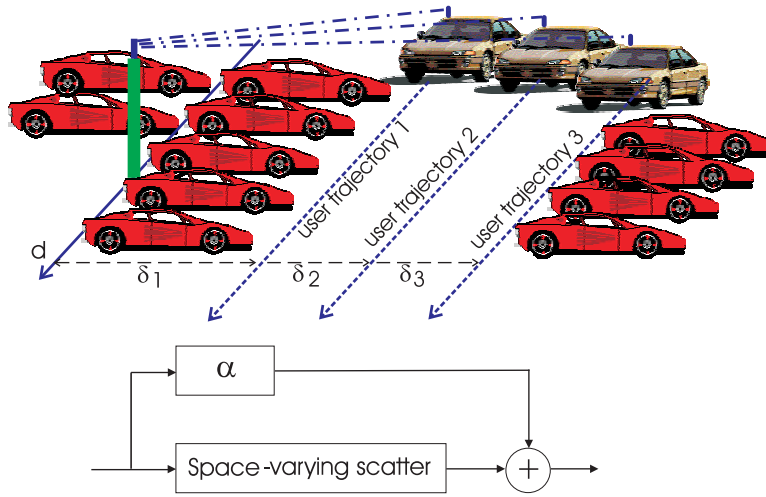 user trajectory 1
user trajectory 2
user trajectory 3
d
δ1
δ2
δ3
α
Space-varying scatter
+